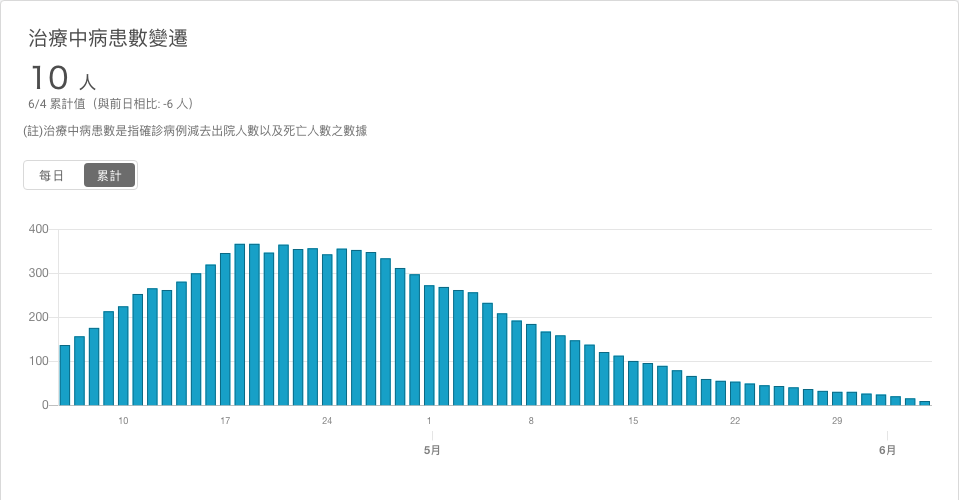 治療中病患數變遷
10 人
6/4 累計值（與前日相比: -6 人）
(註)治療中病患數是指確診病例減去出院人數以及死亡人數之數據
每日 累計
400
300
200
100
0
10 17 24 1 8 15 22 29
5月 6月